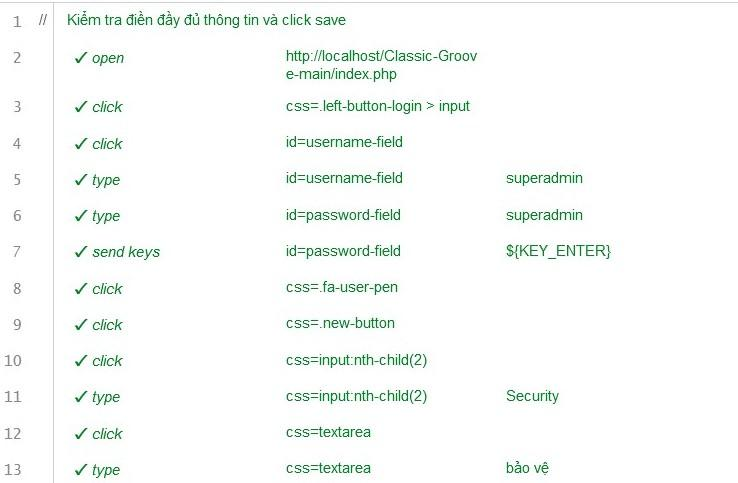 1 // Kiểm tra điền đầy đủ thông tin và click save
2 ✓ open http://localhost/Classic-Groov
e-main/index.php
3 ✓ click css=.left-button-login > input
4 ✓ click id=username-field
5 ✓ type id=username-field superadmin
6 ✓ type id=password-field superadmin
7 ✓ send keys id=password-field ${KEY_ENTER}
8 ✓ click css=.fa-user-pen
9 ✓ click css=.new-button
10 ✓ click css=input:nth-child(2)
11 ✓ type css=input:nth-child(2) Security
12 ✓ click css=textarea
13 ✓ type css=textarea bảo vệ